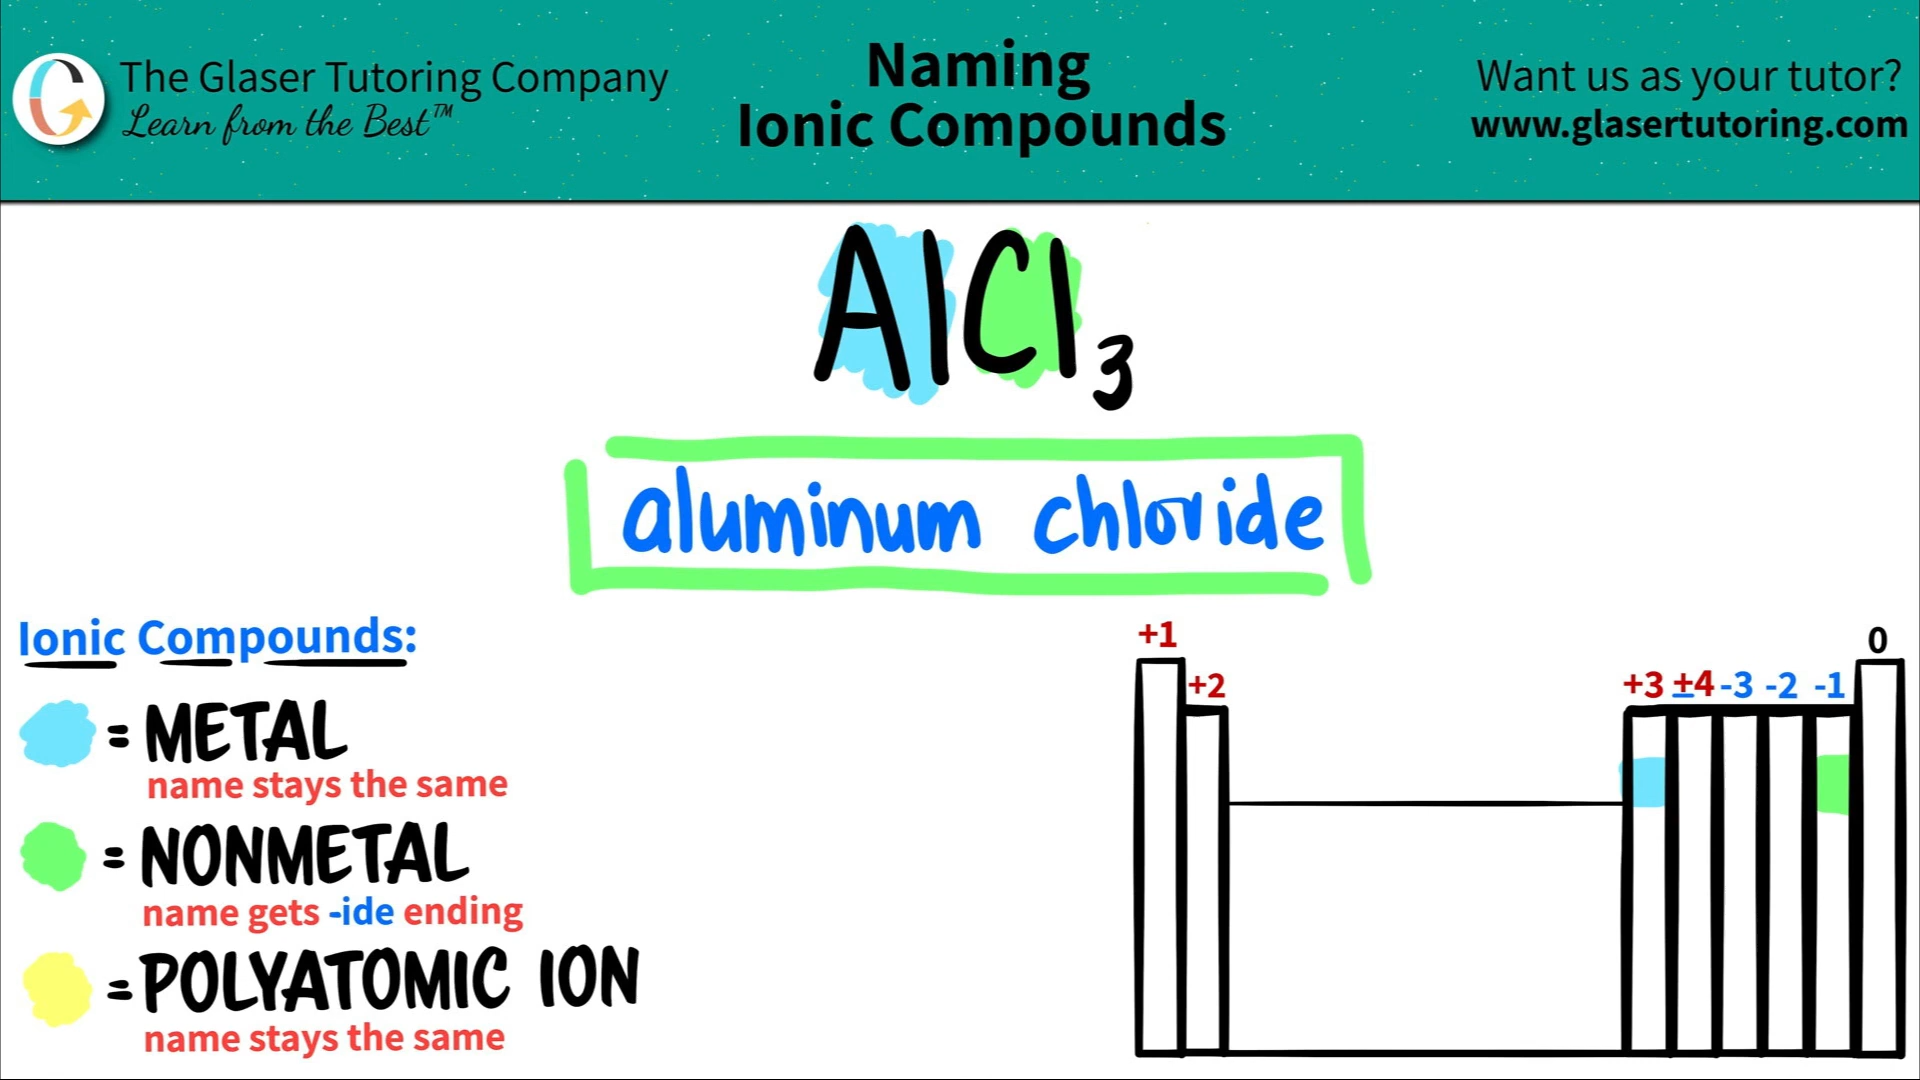 The Glaser Tutoring Company
Learn from the Best™
Naming
Ionic Compounds
Want us as your tutor?
www.glasertutoring.com
AlCl₃
aluminum chloride
Ionic Compounds:
= METAL
name stays the same
= NONMETAL
name gets -ide ending
= POLYATOMIC ION
name stays the same
+1
0
+2
+3 ±4 -3 -2 -1